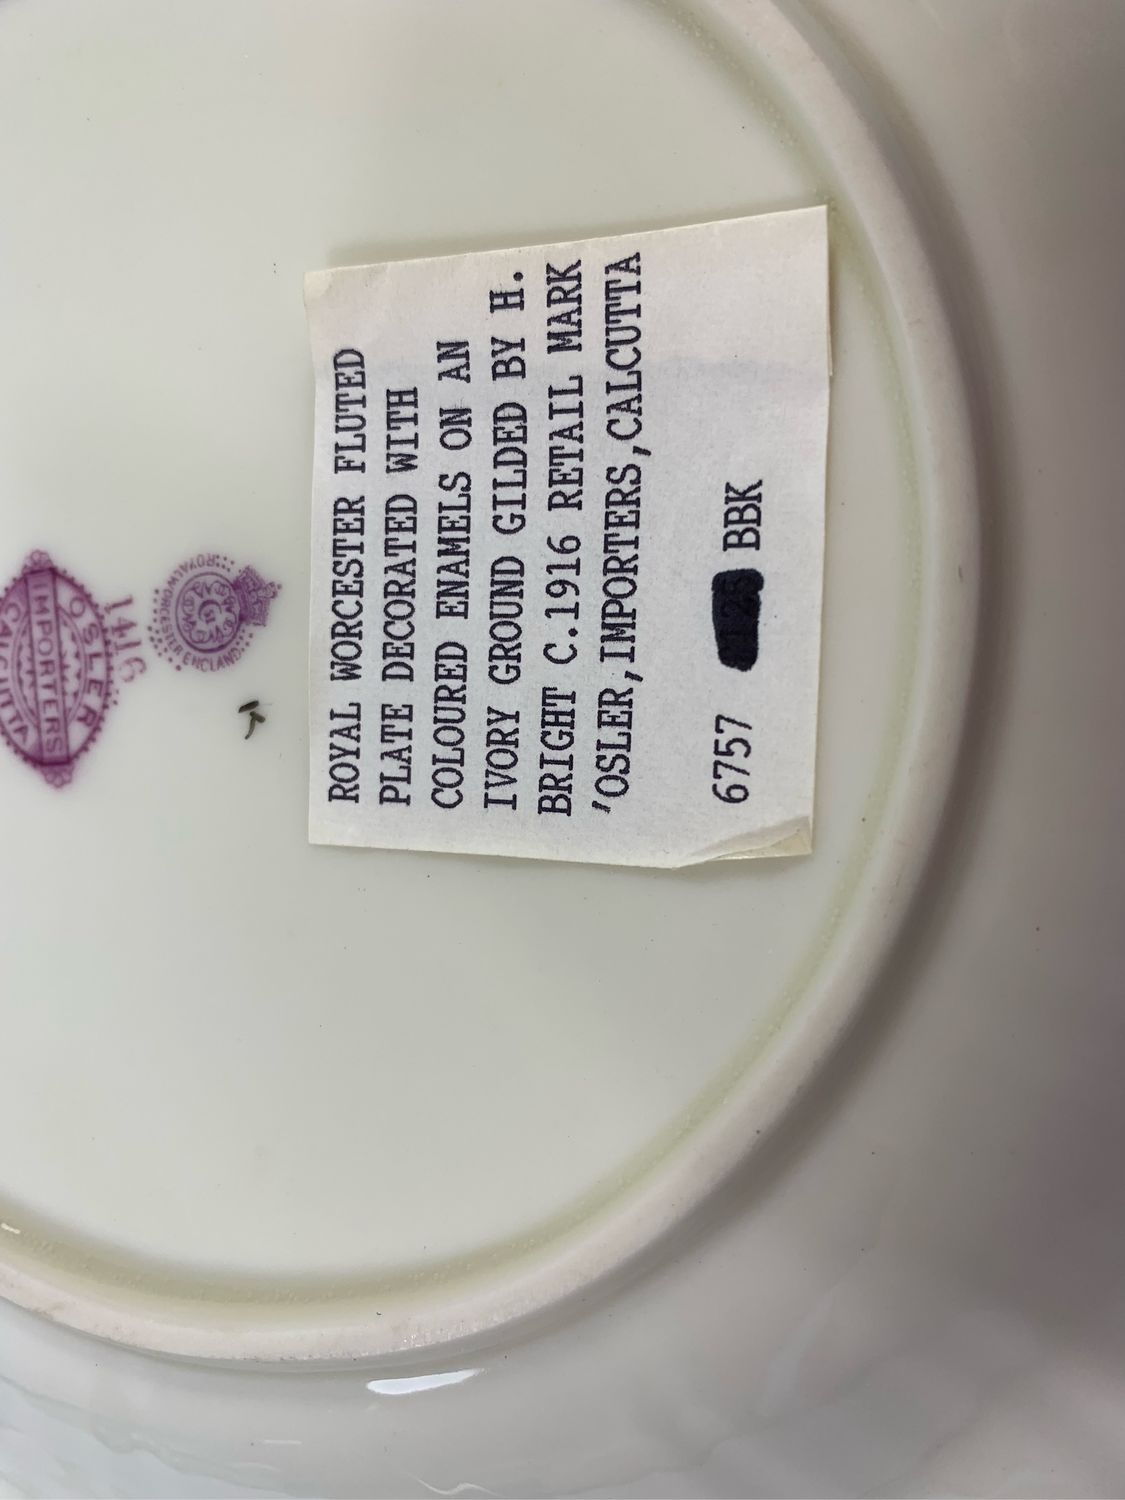 ROYAL WORCESTER FLUTED
PLATE DECORATED WITH
COLOURED ENAMELS ON AN
IVORY GROUND GILDED BY H.
BRIGHT C.1916 RETAIL MARK
'OSLER,IMPORTERS,CALCUTTA
6757 BBK
OSLER
IMPORTERS
CALCUTTA
1416
ROYAL WORCESTER ENGLAND